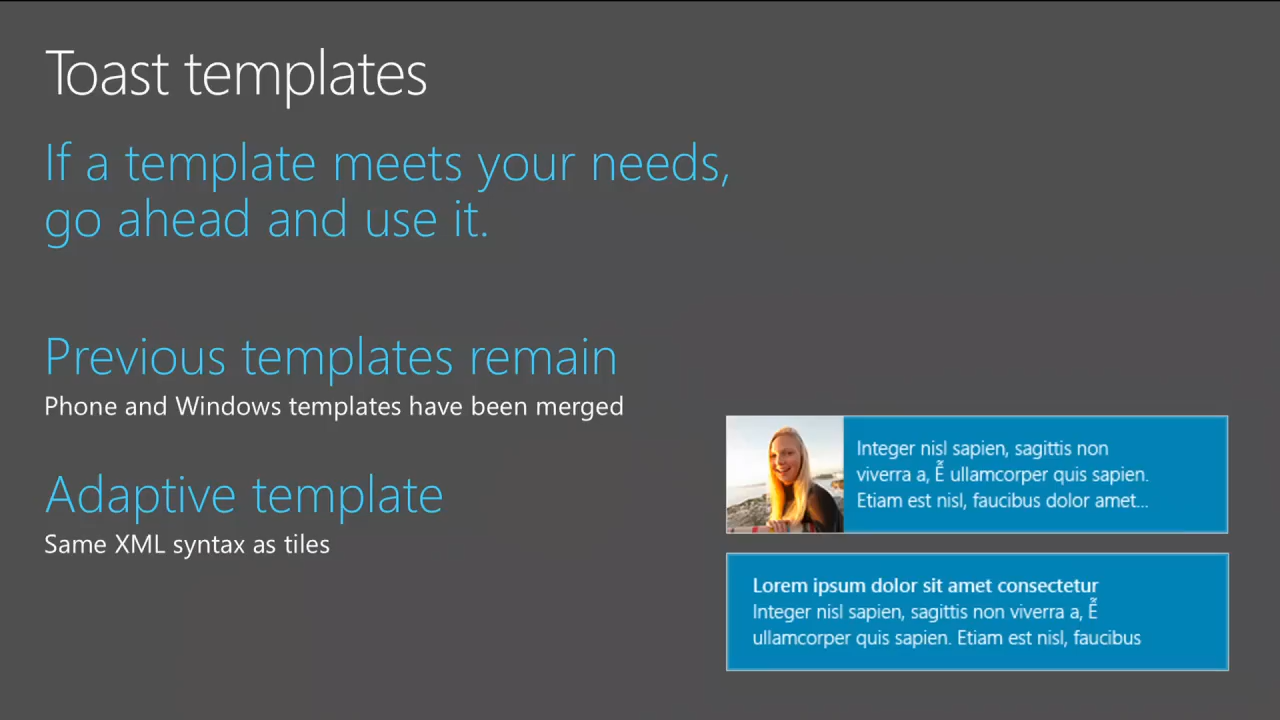 Toast templates
If a template meets your needs,
go ahead and use it.
Previous templates remain
Phone and Windows templates have been merged
Adaptive template
Same XML syntax as tiles
Integer nisl sapien, sagittis non
viverra a, Ẽ ullamcorper quis sapien.
Etiam est nisl, faucibus dolor amet...
Lorem ipsum dolor sit amet consectetur
Integer nisl sapien, sagittis non viverra a, Ẽ
ullamcorper quis sapien. Etiam est nisl, faucibus